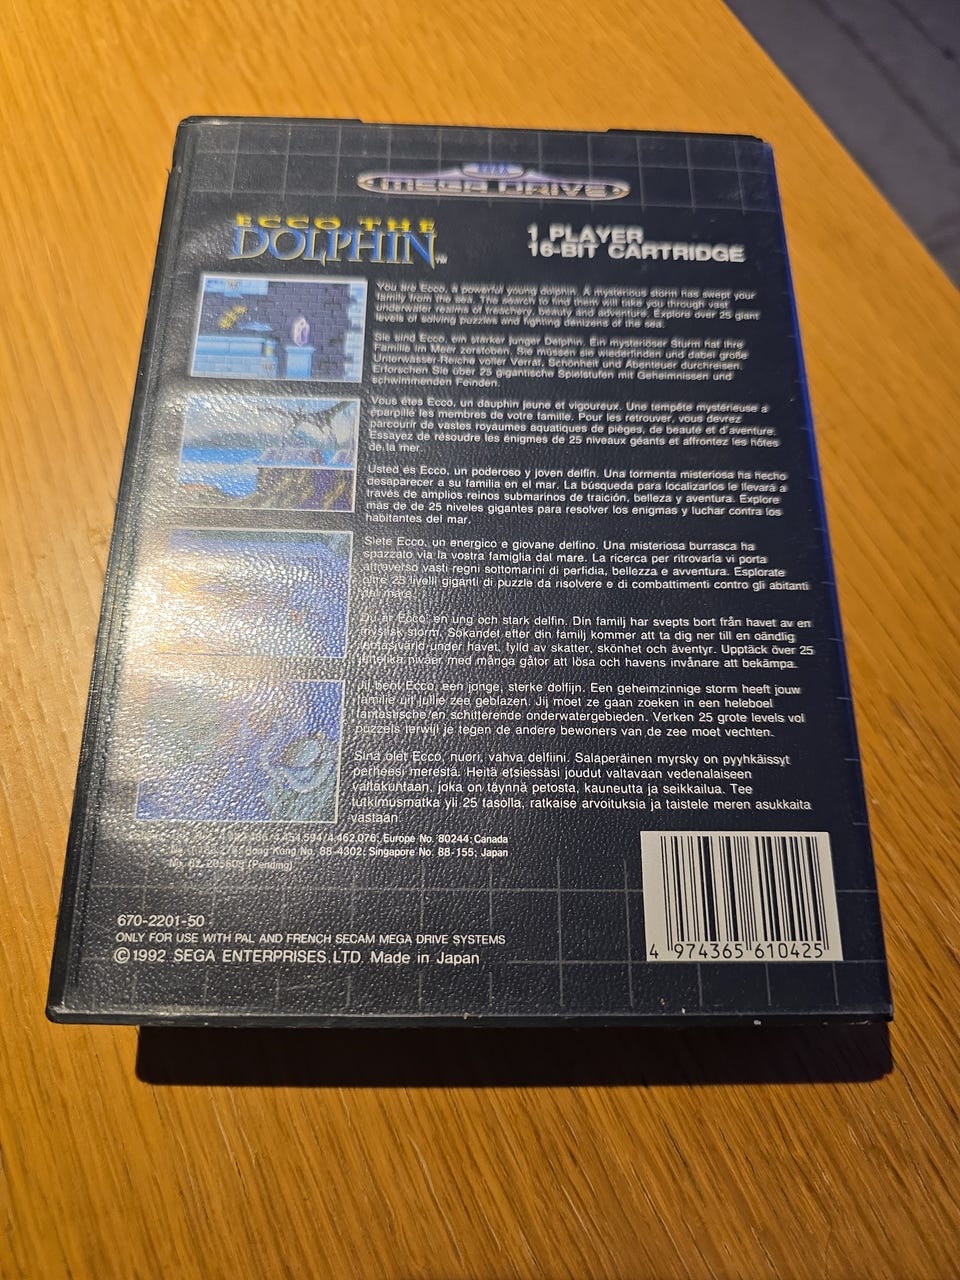 SEGA
MEGA DRIVE
ECCO THE
DOLPHIN™
1 PLAYER
16-BIT CARTRIDGE
You are Ecco, a powerful young dolphin. A mysterious storm has swept your
family from the sea. The search to find them will take you through vast
underwater realms of treachery, beauty and adventure. Explore over 25 giant
levels of solving puzzles and fighting denizens of the sea.
Sie sind Ecco, ein starker junger Delphin. Ein mysteriöser Sturm hat Ihre
Familie im Meer zerstoben. Sie müssen sie wiederfinden und dabei große
Unterwasser-Reiche voller Verrat, Schönheit und Abenteuer durchreisen.
Erforschen Sie über 25 gigantische Spielstufen mit Geheimnissen und
schwimmenden Feinden.
Vous êtes Ecco, un dauphin jeune et vigoureux. Une tempête mystérieuse a
éparpillé les membres de votre famille. Pour les retrouver, vous devrez
parcourir de vastes royaumes aquatiques de pièges, de beauté et d'aventure.
Essayez de résoudre les énigmes de 25 niveaux géants et affrontez les hôtes
de la mer.
Usted es Ecco, un poderoso y joven delfín. Una tormenta misteriosa ha hecho
desaparecer a su familia en el mar. La búsqueda para localizarlos le llevará a
través de amplios reinos submarinos de traición, belleza y aventura. Explore
más de de 25 niveles gigantes para resolver los enigmas y luchar contra los
habitantes del mar.
Siete Ecco, un energico e giovane delfino. Una misteriosa burrasca ha
spazzato via la vostra famiglia dal mare. La ricerca per ritrovarla vi porta
attraverso vasti regni sottomarini di perfidia, bellezza e avventura. Esplorate
oltre 25 livelli giganti di puzzle da risolvere e di combattimenti contro gli abitanti
del mare.
Du är Ecco, en ung och stark delfin. Din familj har svepts bort från havet av en
mystisk storm. Sökandet efter din familj kommer att ta dig ner till en oändlig
fantasivärld under havet, fylld av skatter, skönhet och äventyr. Upptäck över 25
jättelika nivåer med många gåtor att lösa och havens invånare att bekämpa.
Jij bent Ecco, een jonge, sterke dolfijn. Een geheimzinnige storm heeft jouw
familie uit jullie zee geblazen. Jij moet ze gaan zoeken in een heleboel
fantastische en schitterende onderwatergebieden. Verken 25 grote levels vol
puzzels terwijl je tegen de andere bewoners van de zee moet vechten.
Sinä olet Ecco, nuori, vahva delfiini. Salaperäinen myrsky on pyyhkäissyt
perheesi merestä. Heitä etsiessäsi joudut valtavaan vedenalaiseen
valtakuntaan, joka on täynnä petosta, kauneutta ja seikkailua. Tee
tutkimusmatka yli 25 tasolla, ratkaise arvoituksia ja taistele meren asukkaita
vastaan.
4,454,594/4,462,076; Europe No. 80244; Canada
Hong Kong No. 88-4302; Singapore No. 88-155; Japan
No. 82-205605 (Pending)
670-2201-50
ONLY FOR USE WITH PAL AND FRENCH SECAM MEGA DRIVE SYSTEMS
©1992 SEGA ENTERPRISES, LTD. Made in Japan
4 974365 610425